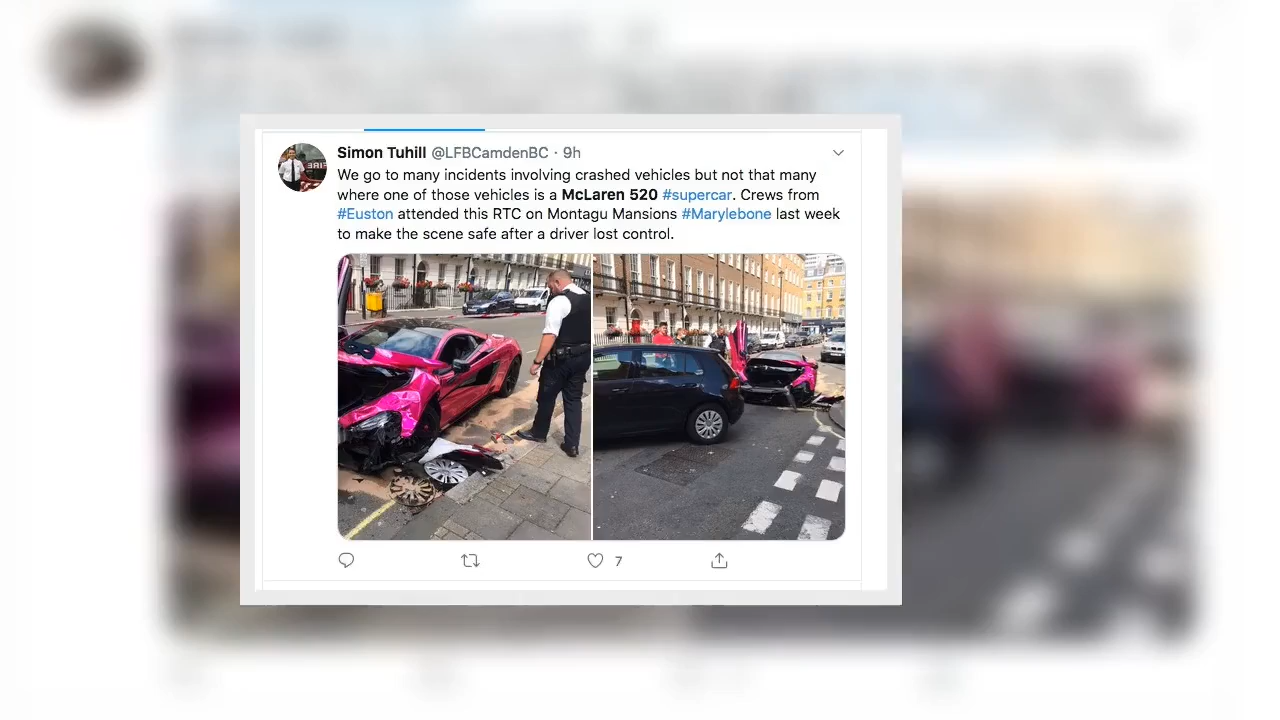 Simon Tuhill @LFBCamdenBC · 9h
We go to many incidents involving crashed vehicles but not that many
where one of those vehicles is a McLaren 520 #supercar. Crews from
#Euston attended this RTC on Montagu Mansions #Marylebone last week
to make the scene safe after a driver lost control.
7